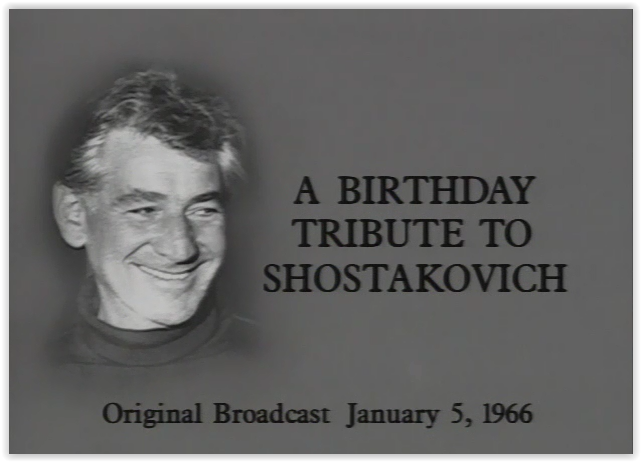 A BIRTHDAY
TRIBUTE TO
SHOSTAKOVICH
Original Broadcast January 5, 1966